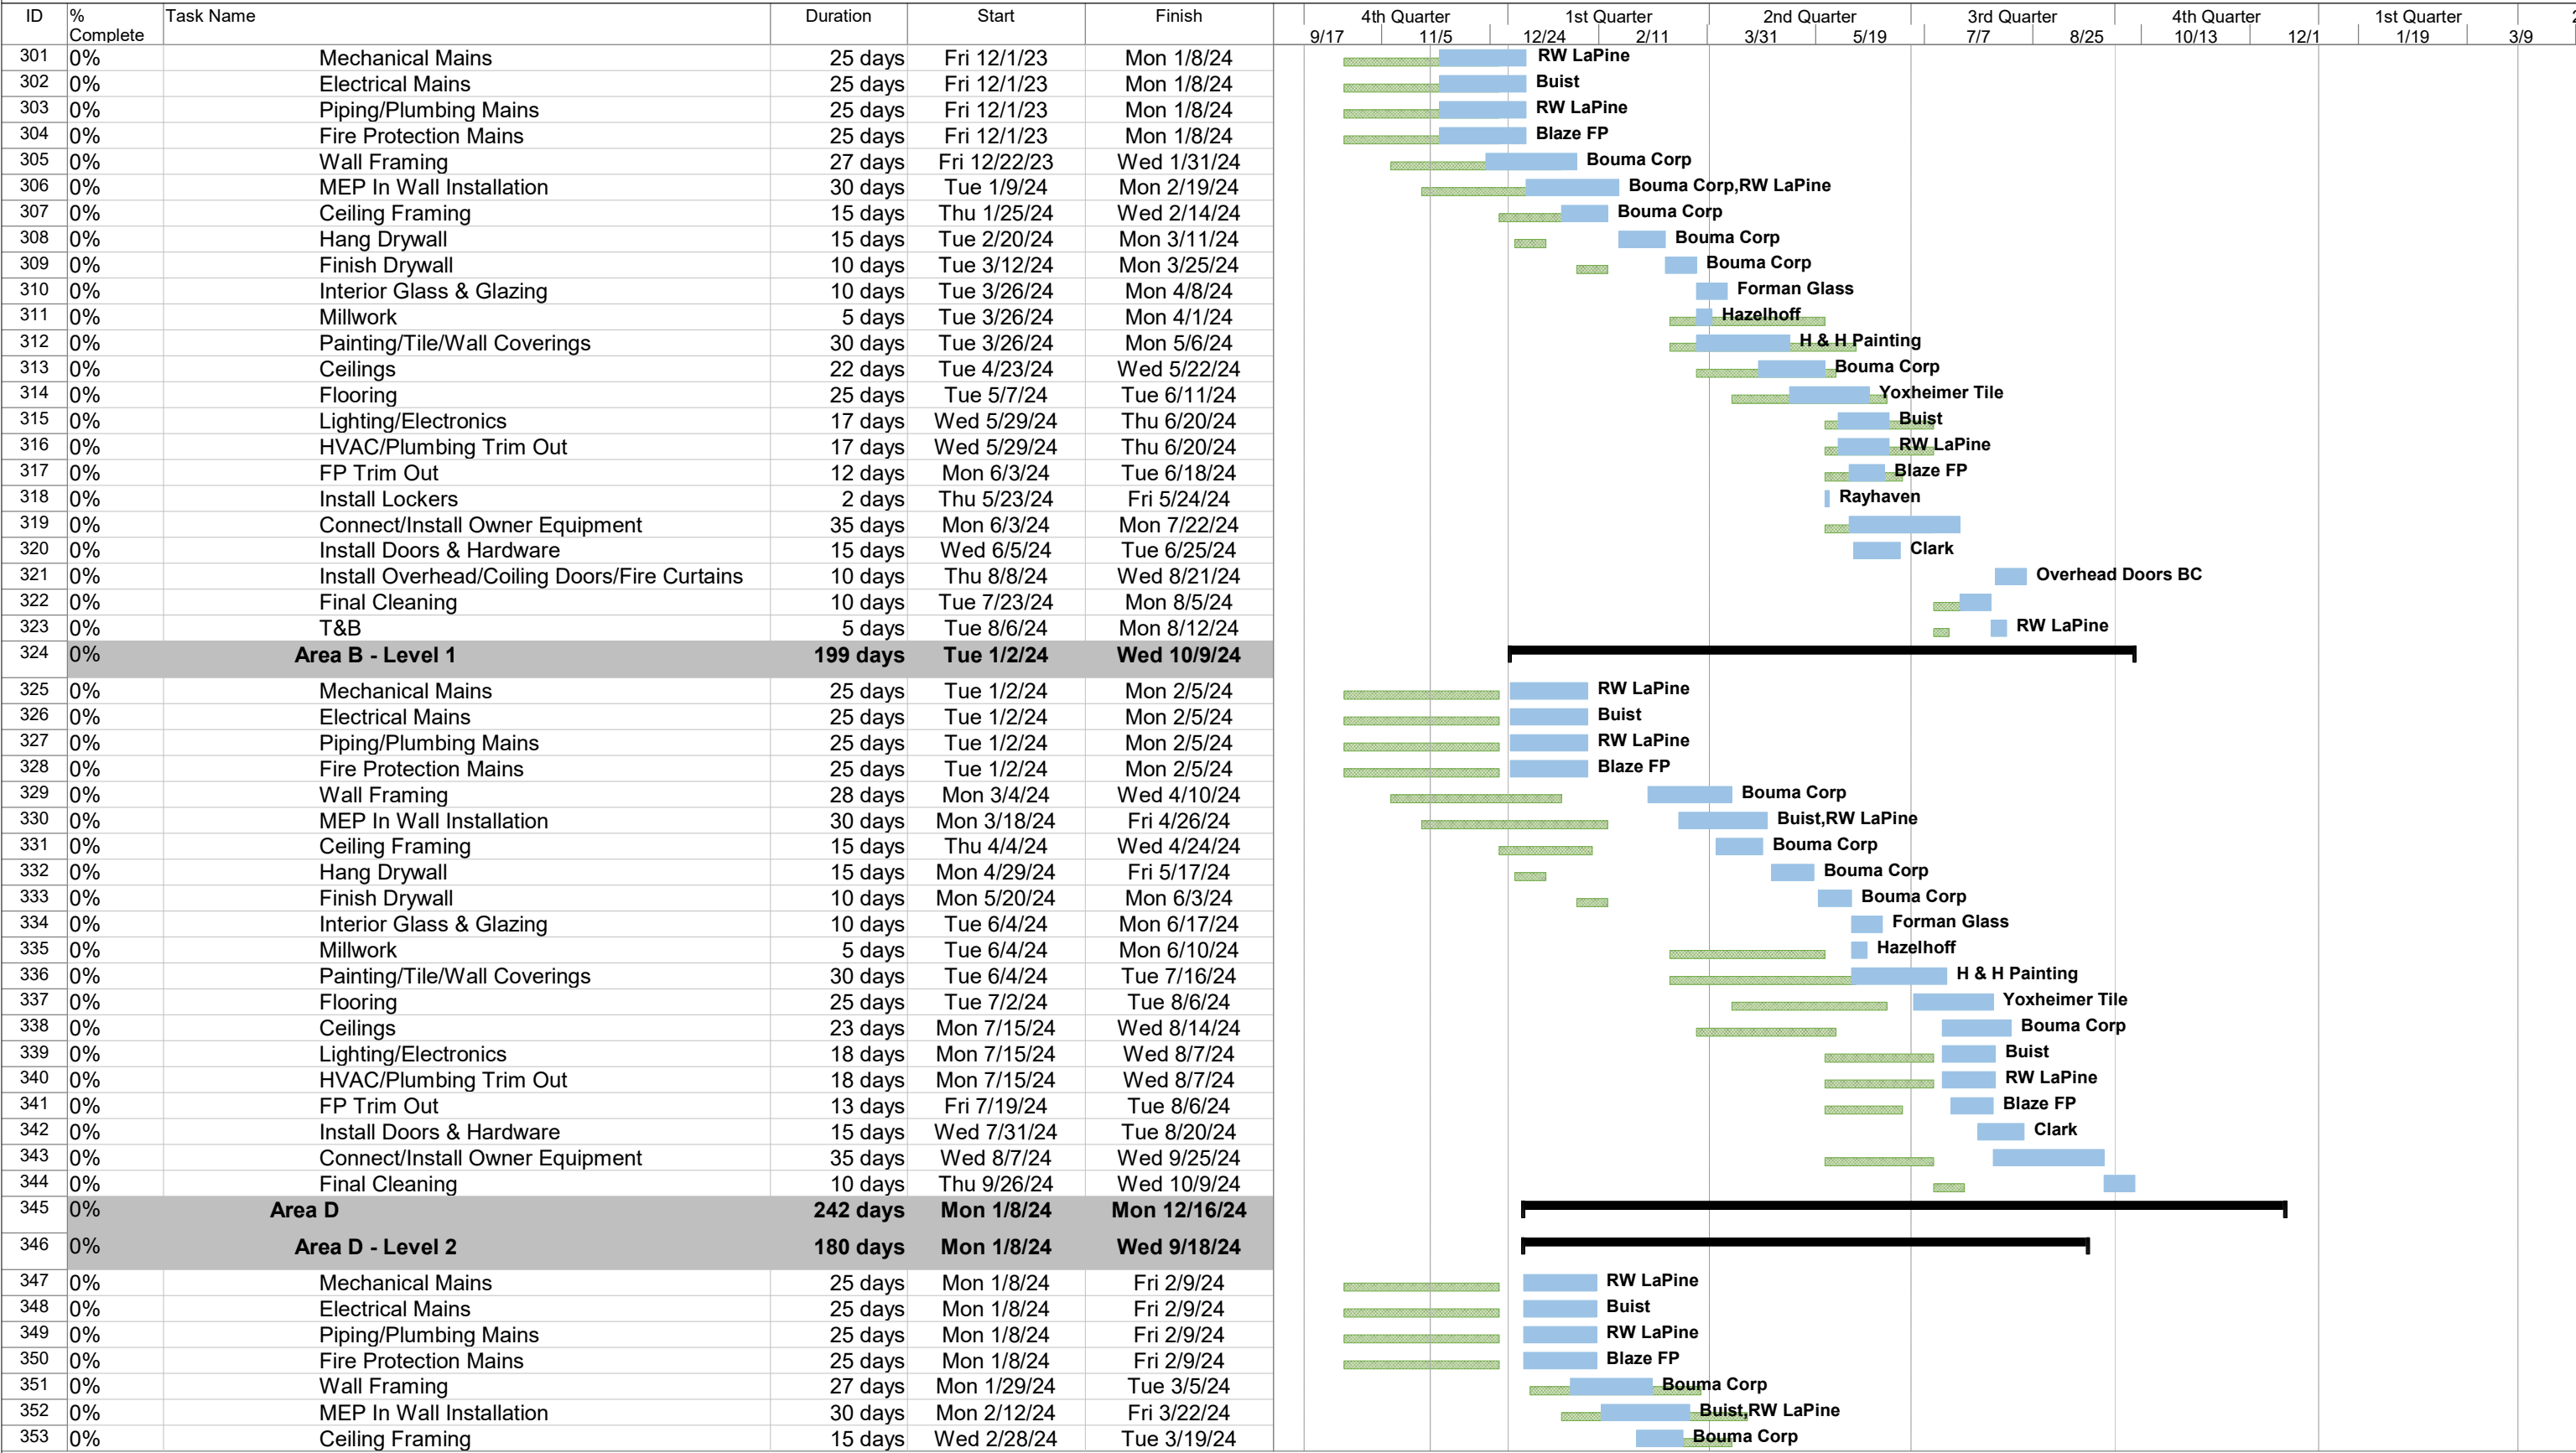 ID % Complete Task Name Duration Start Finish 4th Quarter 1st Quarter 2nd Quarter 3rd Quarter 4th Quarter 1st Quarter 2
9/17 11/5 12/24 2/11 3/31 5/19 7/7 8/25 10/13 12/1 1/19 3/9
301 0% Mechanical Mains 25 days Fri 12/1/23 Mon 1/8/24 RW LaPine
302 0% Electrical Mains 25 days Fri 12/1/23 Mon 1/8/24 Buist
303 0% Piping/Plumbing Mains 25 days Fri 12/1/23 Mon 1/8/24 RW LaPine
304 0% Fire Protection Mains 25 days Fri 12/1/23 Mon 1/8/24 Blaze FP
305 0% Wall Framing 27 days Fri 12/22/23 Wed 1/31/24 Bouma Corp
306 0% MEP In Wall Installation 30 days Tue 1/9/24 Mon 2/19/24 Bouma Corp,RW LaPine
307 0% Ceiling Framing 15 days Thu 1/25/24 Wed 2/14/24 Bouma Corp
308 0% Hang Drywall 15 days Tue 2/20/24 Mon 3/11/24 Bouma Corp
309 0% Finish Drywall 10 days Tue 3/12/24 Mon 3/25/24 Bouma Corp
310 0% Interior Glass & Glazing 10 days Tue 3/26/24 Mon 4/8/24 Forman Glass
311 0% Millwork 5 days Tue 3/26/24 Mon 4/1/24 Hazelhoff
312 0% Painting/Tile/Wall Coverings 30 days Tue 3/26/24 Mon 5/6/24 H & H Painting
313 0% Ceilings 22 days Tue 4/23/24 Wed 5/22/24 Bouma Corp
314 0% Flooring 25 days Tue 5/7/24 Tue 6/11/24 Yoxheimer Tile
315 0% Lighting/Electronics 17 days Wed 5/29/24 Thu 6/20/24 Buist
316 0% HVAC/Plumbing Trim Out 17 days Wed 5/29/24 Thu 6/20/24 RW LaPine
317 0% FP Trim Out 12 days Mon 6/3/24 Tue 6/18/24 Blaze FP
318 0% Install Lockers 2 days Thu 5/23/24 Fri 5/24/24 Rayhaven
319 0% Connect/Install Owner Equipment 35 days Mon 6/3/24 Mon 7/22/24
320 0% Install Doors & Hardware 15 days Wed 6/5/24 Tue 6/25/24 Clark
321 0% Install Overhead/Coiling Doors/Fire Curtains 10 days Thu 8/8/24 Wed 8/21/24 Overhead Doors BC
322 0% Final Cleaning 10 days Tue 7/23/24 Mon 8/5/24
323 0% T&B 5 days Tue 8/6/24 Mon 8/12/24 RW LaPine
324 0% Area B - Level 1 199 days Tue 1/2/24 Wed 10/9/24
325 0% Mechanical Mains 25 days Tue 1/2/24 Mon 2/5/24 RW LaPine
326 0% Electrical Mains 25 days Tue 1/2/24 Mon 2/5/24 Buist
327 0% Piping/Plumbing Mains 25 days Tue 1/2/24 Mon 2/5/24 RW LaPine
328 0% Fire Protection Mains 25 days Tue 1/2/24 Mon 2/5/24 Blaze FP
329 0% Wall Framing 28 days Mon 3/4/24 Wed 4/10/24 Bouma Corp
330 0% MEP In Wall Installation 30 days Mon 3/18/24 Fri 4/26/24 Buist,RW LaPine
331 0% Ceiling Framing 15 days Thu 4/4/24 Wed 4/24/24 Bouma Corp
332 0% Hang Drywall 15 days Mon 4/29/24 Fri 5/17/24 Bouma Corp
333 0% Finish Drywall 10 days Mon 5/20/24 Mon 6/3/24 Bouma Corp
334 0% Interior Glass & Glazing 10 days Tue 6/4/24 Mon 6/17/24 Forman Glass
335 0% Millwork 5 days Tue 6/4/24 Mon 6/10/24 Hazelhoff
336 0% Painting/Tile/Wall Coverings 30 days Tue 6/4/24 Tue 7/16/24 H & H Painting
337 0% Flooring 25 days Tue 7/2/24 Tue 8/6/24 Yoxheimer Tile
338 0% Ceilings 23 days Mon 7/15/24 Wed 8/14/24 Bouma Corp
339 0% Lighting/Electronics 18 days Mon 7/15/24 Wed 8/7/24 Buist
340 0% HVAC/Plumbing Trim Out 18 days Mon 7/15/24 Wed 8/7/24 RW LaPine
341 0% FP Trim Out 13 days Fri 7/19/24 Tue 8/6/24 Blaze FP
342 0% Install Doors & Hardware 15 days Wed 7/31/24 Tue 8/20/24 Clark
343 0% Connect/Install Owner Equipment 35 days Wed 8/7/24 Wed 9/25/24
344 0% Final Cleaning 10 days Thu 9/26/24 Wed 10/9/24
345 0% Area D 242 days Mon 1/8/24 Mon 12/16/24
346 0% Area D - Level 2 180 days Mon 1/8/24 Wed 9/18/24
347 0% Mechanical Mains 25 days Mon 1/8/24 Fri 2/9/24 RW LaPine
348 0% Electrical Mains 25 days Mon 1/8/24 Fri 2/9/24 Buist
349 0% Piping/Plumbing Mains 25 days Mon 1/8/24 Fri 2/9/24 RW LaPine
350 0% Fire Protection Mains 25 days Mon 1/8/24 Fri 2/9/24 Blaze FP
351 0% Wall Framing 27 days Mon 1/29/24 Tue 3/5/24 Bouma Corp
352 0% MEP In Wall Installation 30 days Mon 2/12/24 Fri 3/22/24 Buist,RW LaPine
353 0% Ceiling Framing 15 days Wed 2/28/24 Tue 3/19/24 Bouma Corp